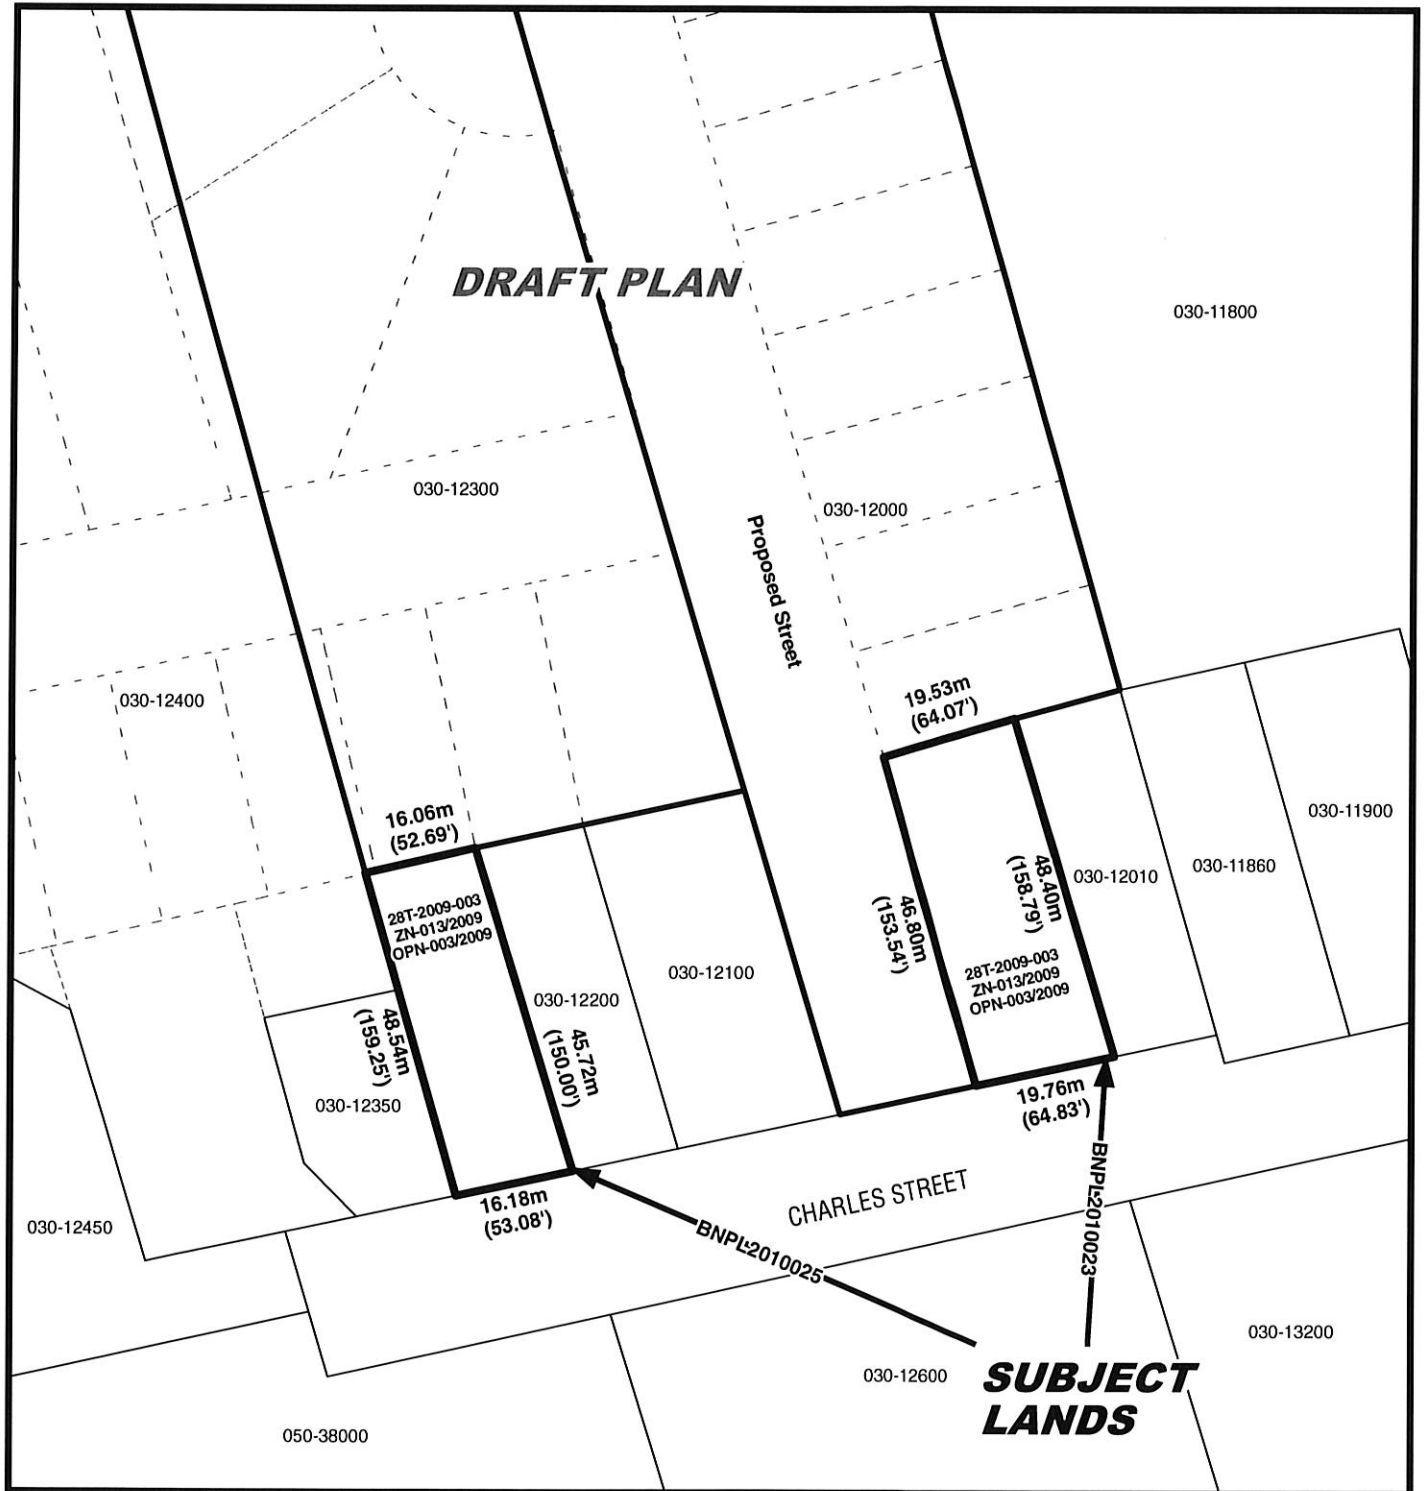 DRAFT PLAN
030-11800
030-12300
030-12000
Proposed Street
030-12400
19.53m
(64.07')
16.06m
(52.69')
030-11900
030-11860
030-12010
48.40m
(158.79')
46.80m
(153.54')
28T-2009-003
ZN-013/2009
OPN-003/2009
28T-2009-003
ZN-013/2009
OPN-003/2009
030-12100
030-12200
48.54m
(159.25')
45.72m
(150.00')
030-12350
19.76m
(64.83')
16.18m
(53.08')
CHARLES STREET
030-12450
BNPL2010025
BNPL2010023
030-13200
030-12600
SUBJECT
LANDS
050-38000